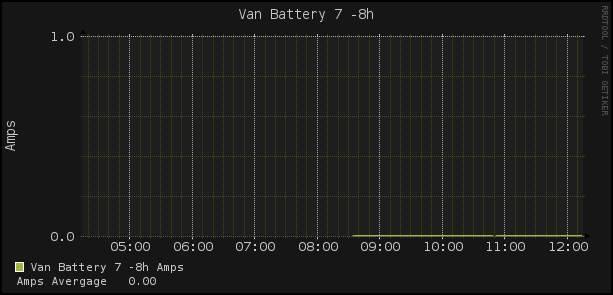 Van Battery 7 -8h
RRDTOOL / TOBI OETIKER
1.0
Amps
0.0
05:00 06:00 07:00 08:00 09:00 10:00 11:00 12:00
Van Battery 7 -8h Amps
Amps Avergage 0.00